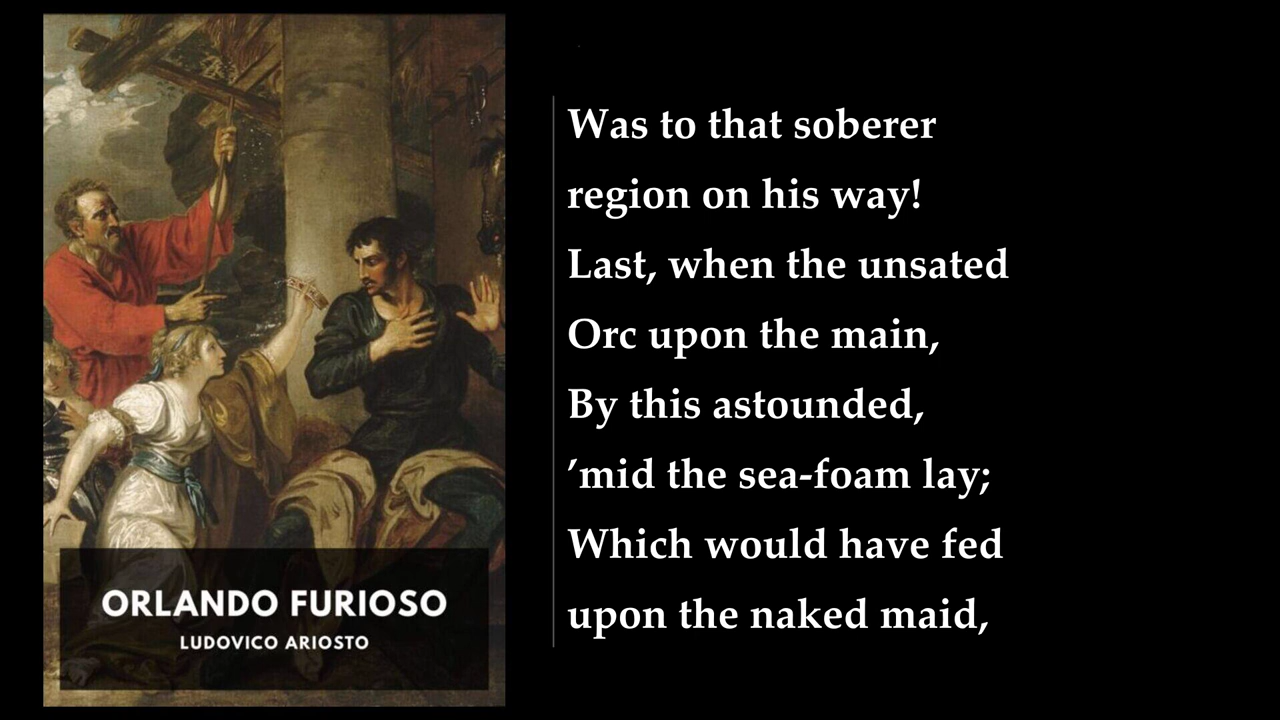 ORLANDO FURIOSO
LUDOVICO ARIOSTO
Was to that soberer
region on his way!
Last, when the unsated
Orc upon the main,
By this astounded,
’mid the sea-foam lay;
Which would have fed
upon the naked maid,